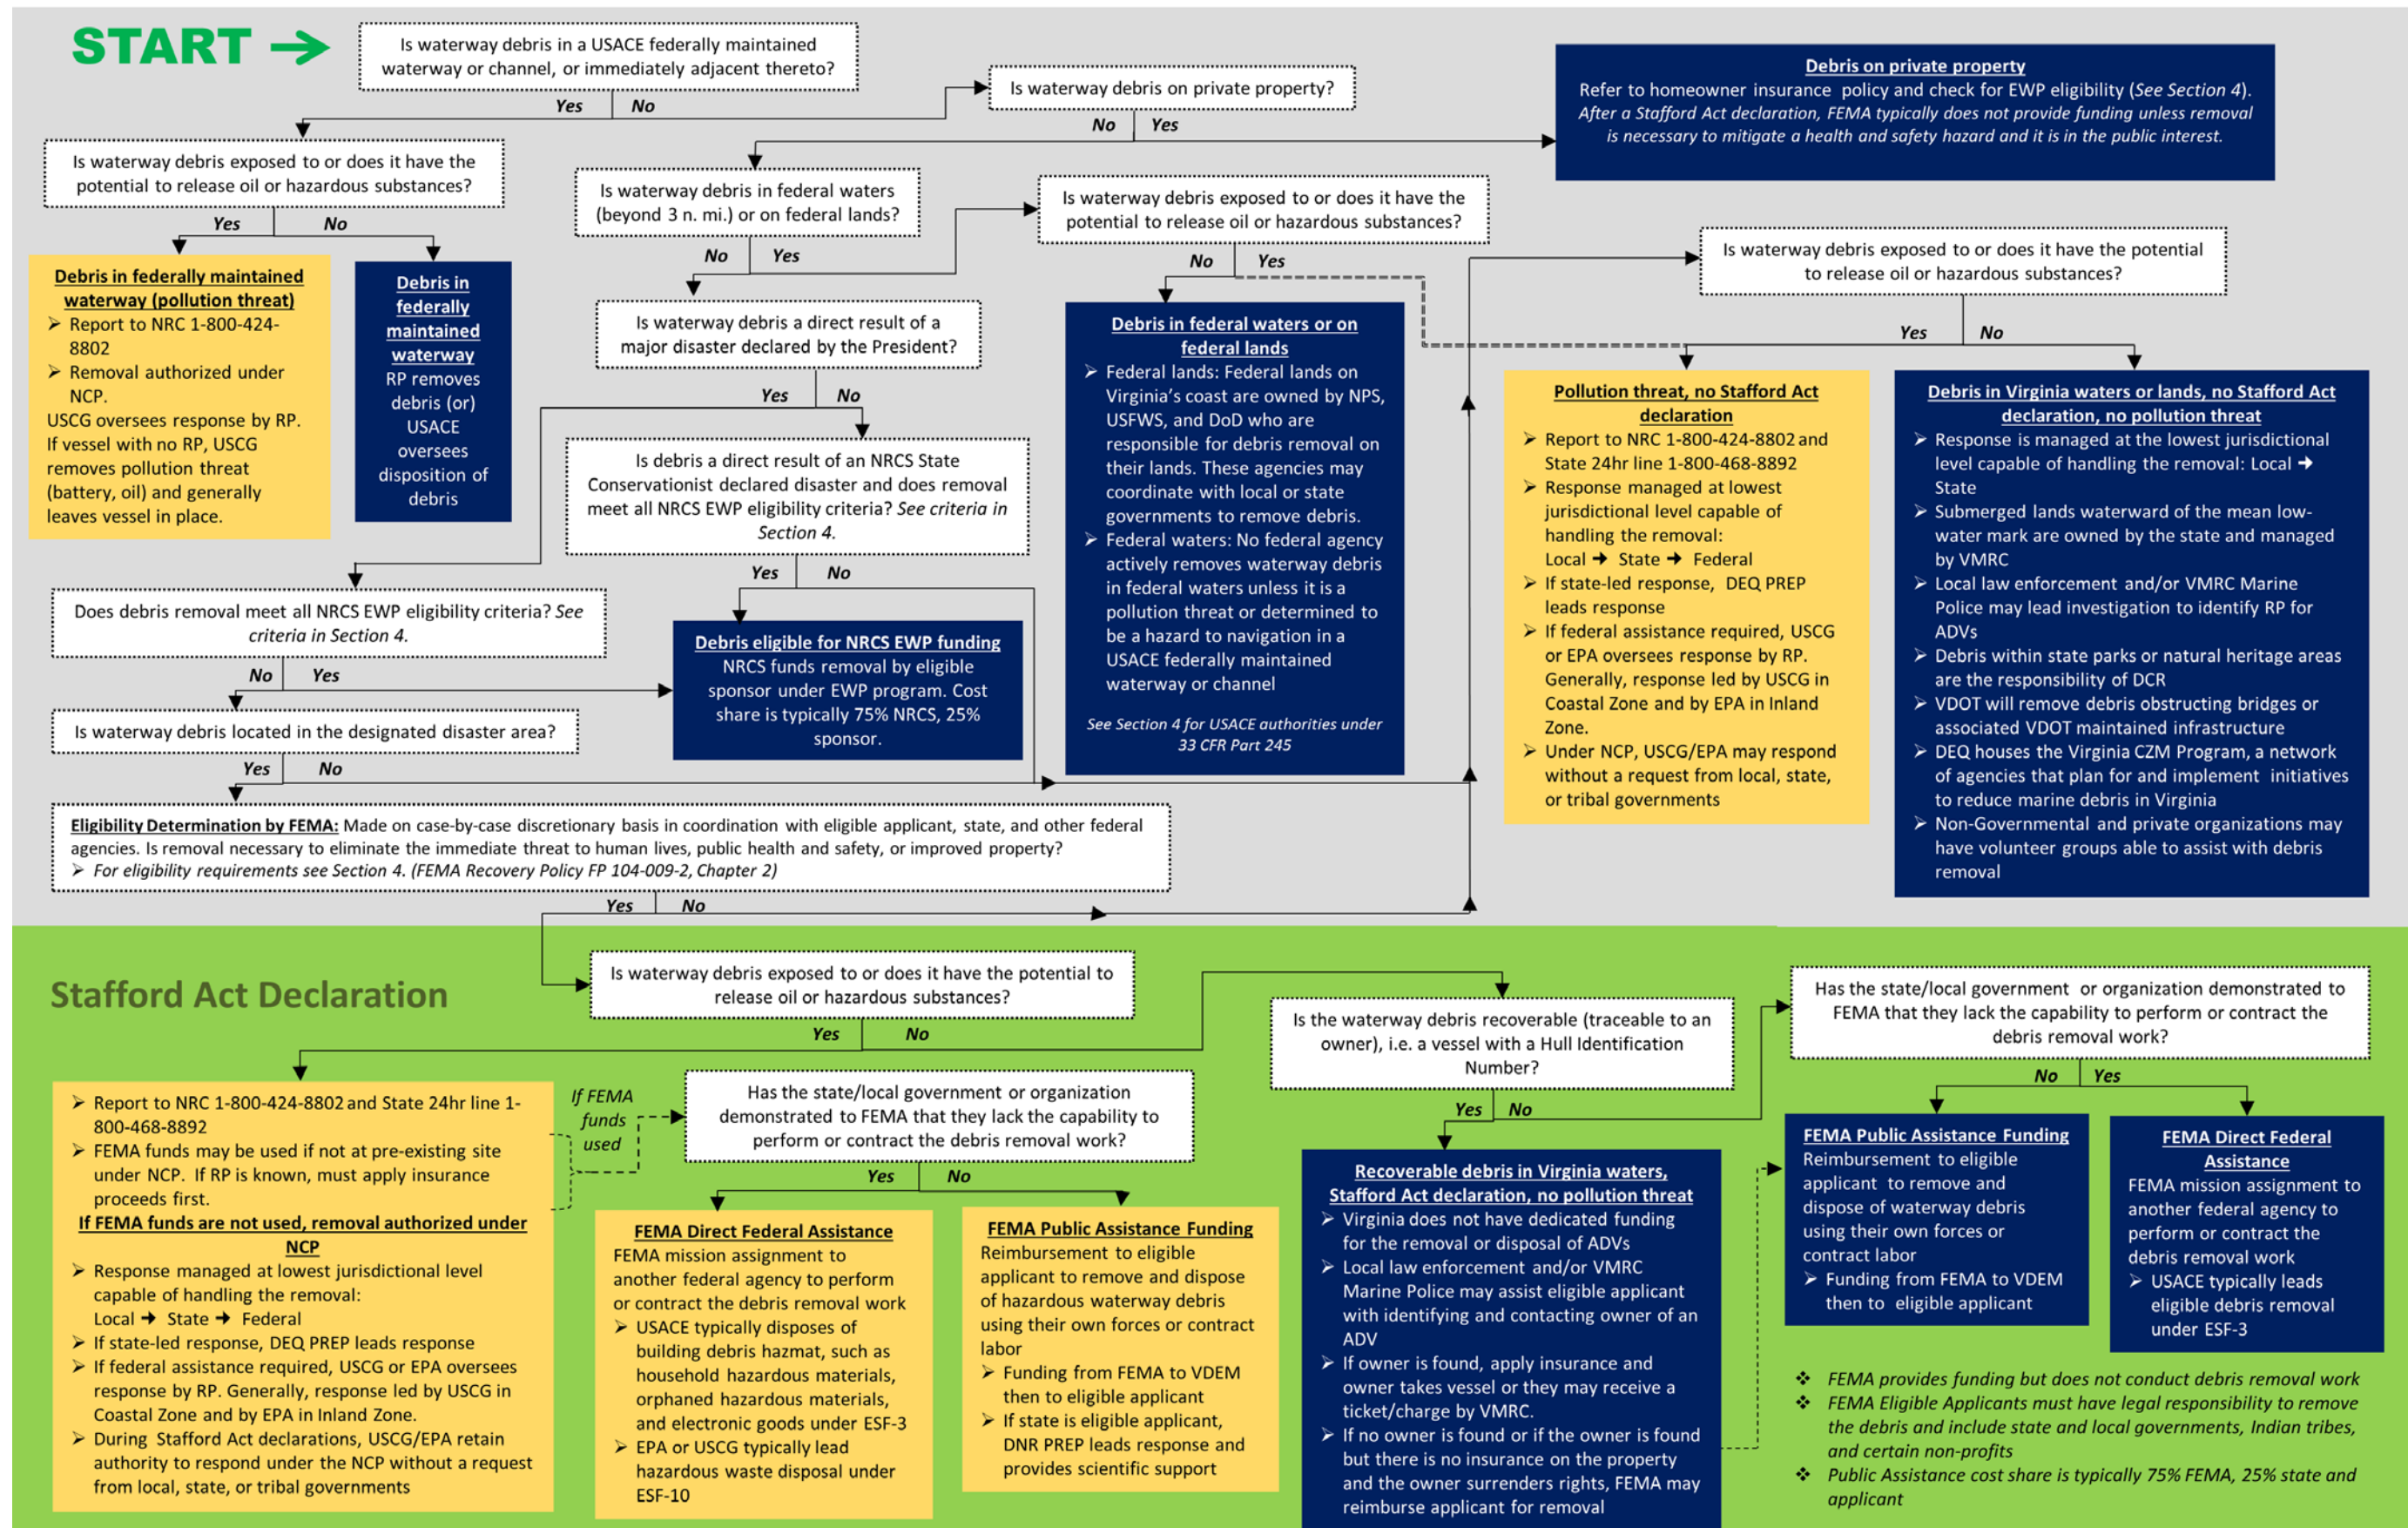 START →
Is waterway debris in a USACE federally maintained
waterway or channel, or immediately adjacent thereto?
Yes
No
Is waterway debris on private property?
No
Yes
Debris on private property
Refer to homeowner insurance policy and check for EWP eligibility (See Section 4).
After a Stafford Act declaration, FEMA typically does not provide funding unless removal
is necessary to mitigate a health and safety hazard and it is in the public interest.
Is waterway debris exposed to or does it have the
potential to release oil or hazardous substances?
Yes
No
Debris in federally maintained
waterway (pollution threat)
➢ Report to NRC 1-800-424-
8802
➢ Removal authorized under
NCP.
USCG oversees response by RP.
If vessel with no RP, USCG
removes pollution threat
(battery, oil) and generally
leaves vessel in place.
Debris in
federally
maintained
waterway
RP removes
debris (or)
USACE
oversees
disposition of
debris
Is waterway debris in federal waters
(beyond 3 n. mi.) or on federal lands?
No
Yes
Is waterway debris exposed to or does it have the
potential to release oil or hazardous substances?
No
Yes
Debris in federal waters or on
federal lands
➢ Federal lands: Federal lands on
Virginia's coast are owned by NPS,
USFWS, and DoD who are
responsible for debris removal on
their lands. These agencies may
coordinate with local or state
governments to remove debris.
➢ Federal waters: No federal agency
actively removes waterway debris
in federal waters unless it is a
pollution threat or determined to
be a hazard to navigation in a
USACE federally maintained
waterway or channel
See Section 4 for USACE authorities under
33 CFR Part 245
Is waterway debris a direct result of a
major disaster declared by the President?
Yes
No
Is debris a direct result of an NRCS State
Conservationist declared disaster and does removal
meet all NRCS EWP eligibility criteria? See criteria in
Section 4.
Yes
No
Does debris removal meet all NRCS EWP eligibility criteria? See
criteria in Section 4.
No
Yes
Debris eligible for NRCS EWP funding
NRCS funds removal by eligible
sponsor under EWP program. Cost
share is typically 75% NRCS, 25%
sponsor.
Is waterway debris located in the designated disaster area?
Yes
No
Eligibility Determination by FEMA: Made on case-by-case discretionary basis in coordination with eligible applicant, state, and other federal
agencies. Is removal necessary to eliminate the immediate threat to human lives, public health and safety, or improved property?
➢ For eligibility requirements see Section 4. (FEMA Recovery Policy FP 104-009-2, Chapter 2)
Yes
No
Is waterway debris exposed to or does it have the potential
to release oil or hazardous substances?
Yes
No
Pollution threat, no Stafford Act
declaration
➢ Report to NRC 1-800-424-8802 and
State 24hr line 1-800-468-8892
➢ Response managed at lowest
jurisdictional level capable of
handling the removal:
Local → State → Federal
➢ If state-led response, DEQ PREP
leads response
➢ If federal assistance required, USCG
or EPA oversees response by RP.
Generally, response led by USCG in
Coastal Zone and by EPA in Inland
Zone.
➢ Under NCP, USCG/EPA may respond
without a request from local, state,
or tribal governments
Debris in Virginia waters or lands, no Stafford Act
declaration, no pollution threat
➢ Response is managed at the lowest jurisdictional
level capable of handling the removal: Local →
State
➢ Submerged lands waterward of the mean low-
water mark are owned by the state and managed
by VMRC
➢ Local law enforcement and/or VMRC Marine
Police may lead investigation to identify RP for
ADVs
➢ Debris within state parks or natural heritage areas
are the responsibility of DCR
➢ VDOT will remove debris obstructing bridges or
associated VDOT maintained infrastructure
➢ DEQ houses the Virginia CZM Program, a network
of agencies that plan for and implement initiatives
to reduce marine debris in Virginia
➢ Non-Governmental and private organizations may
have volunteer groups able to assist with debris
removal
Stafford Act Declaration
Is waterway debris exposed to or does it have the potential to
release oil or hazardous substances?
Yes
No
➢ Report to NRC 1-800-424-8802 and State 24hr line 1-
800-468-8892
➢ FEMA funds may be used if not at pre-existing site
under NCP. If RP is known, must apply insurance
proceeds first.
If FEMA funds are not used, removal authorized under
NCP
➢ Response managed at lowest jurisdictional level
capable of handling the removal:
Local → State → Federal
➢ If state-led response, DEQ PREP leads response
➢ If federal assistance required, USCG or EPA oversees
response by RP. Generally, response led by USCG in
Coastal Zone and by EPA in Inland Zone.
➢ During Stafford Act declarations, USCG/EPA retain
authority to respond under the NCP without a request
from local, state, or tribal governments
If FEMA
funds
used
Has the state/local government or organization
demonstrated to FEMA that they lack the capability to
perform or contract the debris removal work?
Yes
No
FEMA Direct Federal Assistance
FEMA mission assignment to
another federal agency to perform
or contract the debris removal work
➢ USACE typically disposes of
building debris hazmat, such as
household hazardous materials,
orphaned hazardous materials,
and electronic goods under ESF-3
➢ EPA or USCG typically lead
hazardous waste disposal under
ESF-10
FEMA Public Assistance Funding
Reimbursement to eligible
applicant to remove and dispose
of hazardous waterway debris
using their own forces or contract
labor
➢ Funding from FEMA to VDEM
then to eligible applicant
➢ If state is eligible applicant,
DNR PREP leads response and
provides scientific support
Is the waterway debris recoverable (traceable to an
owner), i.e. a vessel with a Hull Identification
Number?
Yes
No
Recoverable debris in Virginia waters,
Stafford Act declaration, no pollution threat
➢ Virginia does not have dedicated funding
for the removal or disposal of ADVs
➢ Local law enforcement and/or VMRC
Marine Police may assist eligible applicant
with identifying and contacting owner of an
ADV
➢ If owner is found, apply insurance and
owner takes vessel or they may receive a
ticket/charge by VMRC.
➢ If no owner is found or if the owner is found
but there is no insurance on the property
and the owner surrenders rights, FEMA may
reimburse applicant for removal
Has the state/local government or organization demonstrated to
FEMA that they lack the capability to perform or contract the
debris removal work?
No
Yes
FEMA Public Assistance Funding
Reimbursement to eligible
applicant to remove and
dispose of waterway debris
using their own forces or
contract labor
➢ Funding from FEMA to VDEM
then to eligible applicant
FEMA Direct Federal
Assistance
FEMA mission assignment to
another federal agency to
perform or contract the
debris removal work
➢ USACE typically leads
eligible debris removal
under ESF-3
❖ FEMA provides funding but does not conduct debris removal work
❖ FEMA Eligible Applicants must have legal responsibility to remove
the debris and include state and local governments, Indian tribes,
and certain non-profits
❖ Public Assistance cost share is typically 75% FEMA, 25% state and
applicant